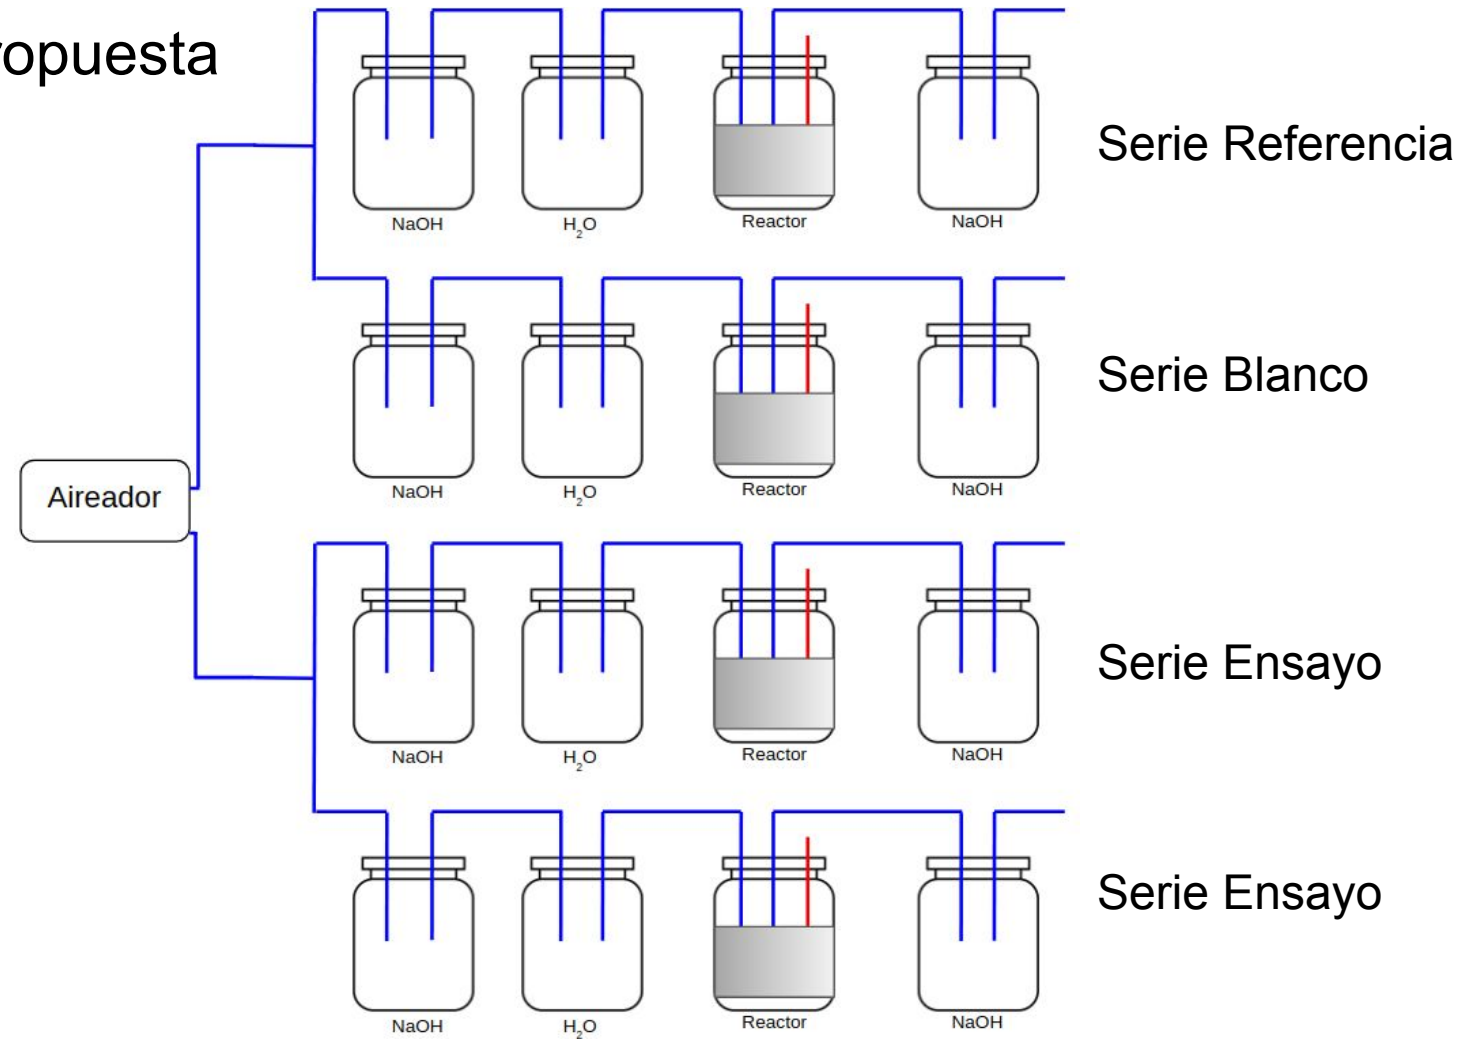 ropuesta
NaOH
H₂O
Reactor
NaOH
Serie Referencia
NaOH
H₂O
Reactor
NaOH
Serie Blanco
Aireador
NaOH
H₂O
Reactor
NaOH
Serie Ensayo
NaOH
H₂O
Reactor
NaOH
Serie Ensayo